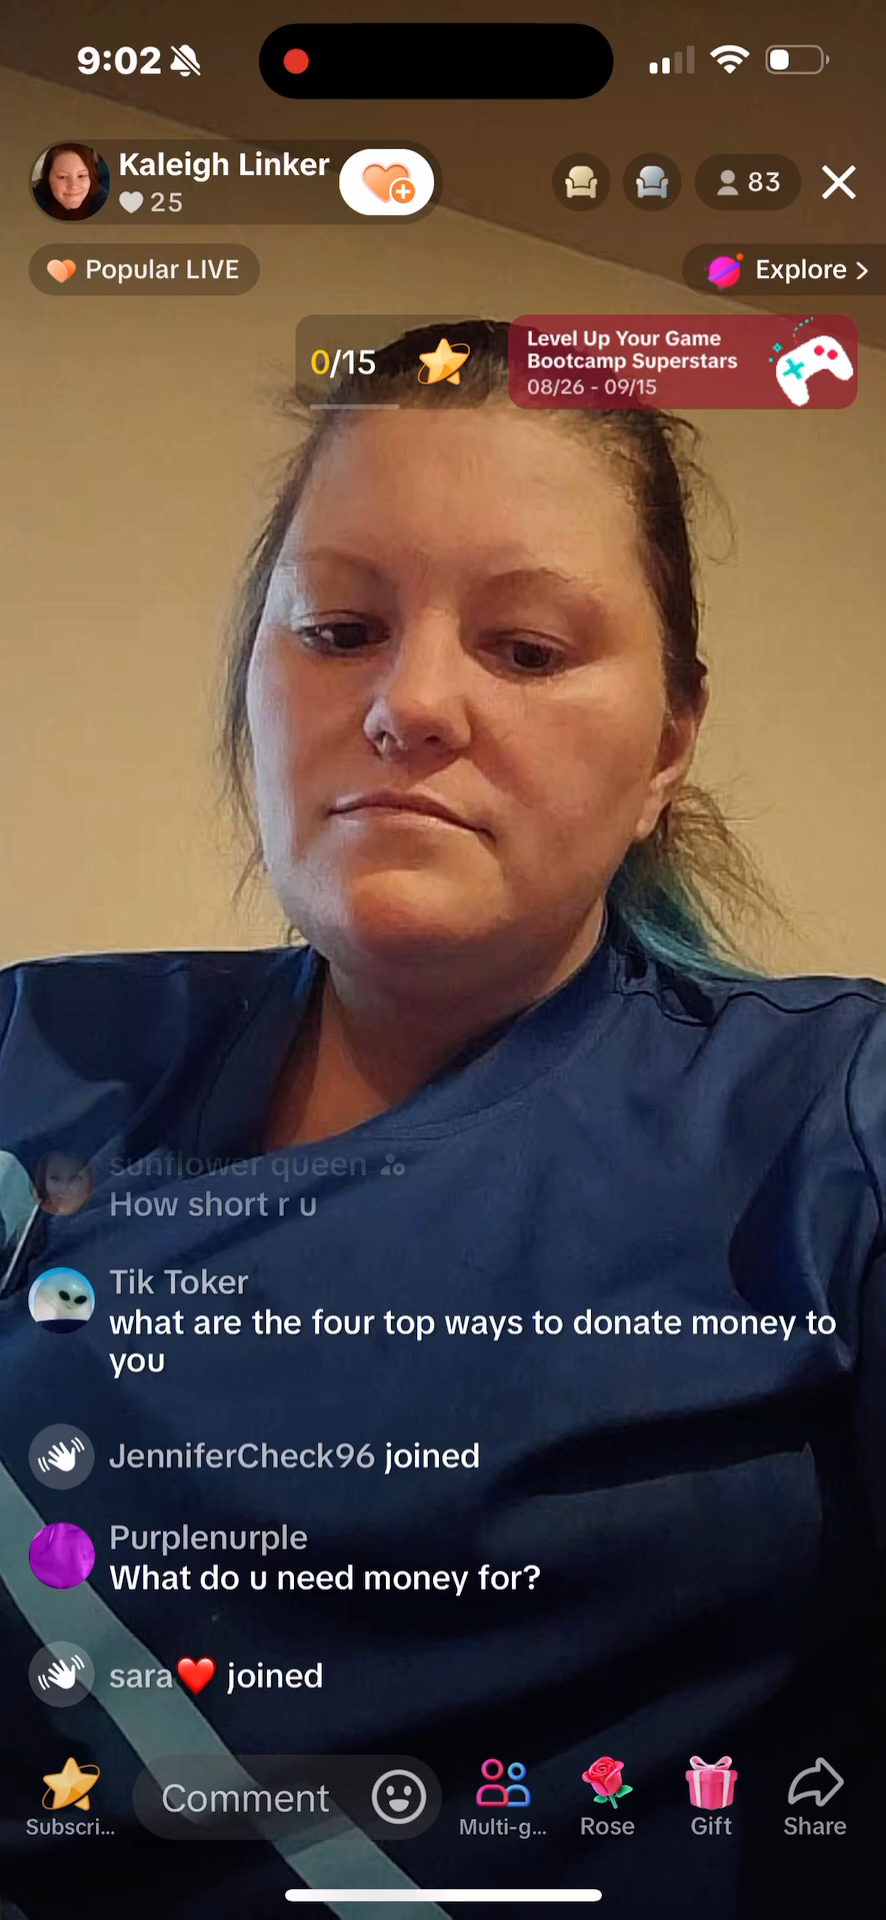 9:02
Kaleigh Linker
25
83
Popular LIVE
Explore >
0/15
Level Up Your Game
Bootcamp Superstars
08/26 - 09/15
sunflower queen
How short r u
Tik Toker
what are the four top ways to donate money to
you
JenniferCheck96 joined
Purplenurple
What do u need money for?
sara❤️ joined
Comment
Subscri...
Multi-g...
Rose
Gift
Share